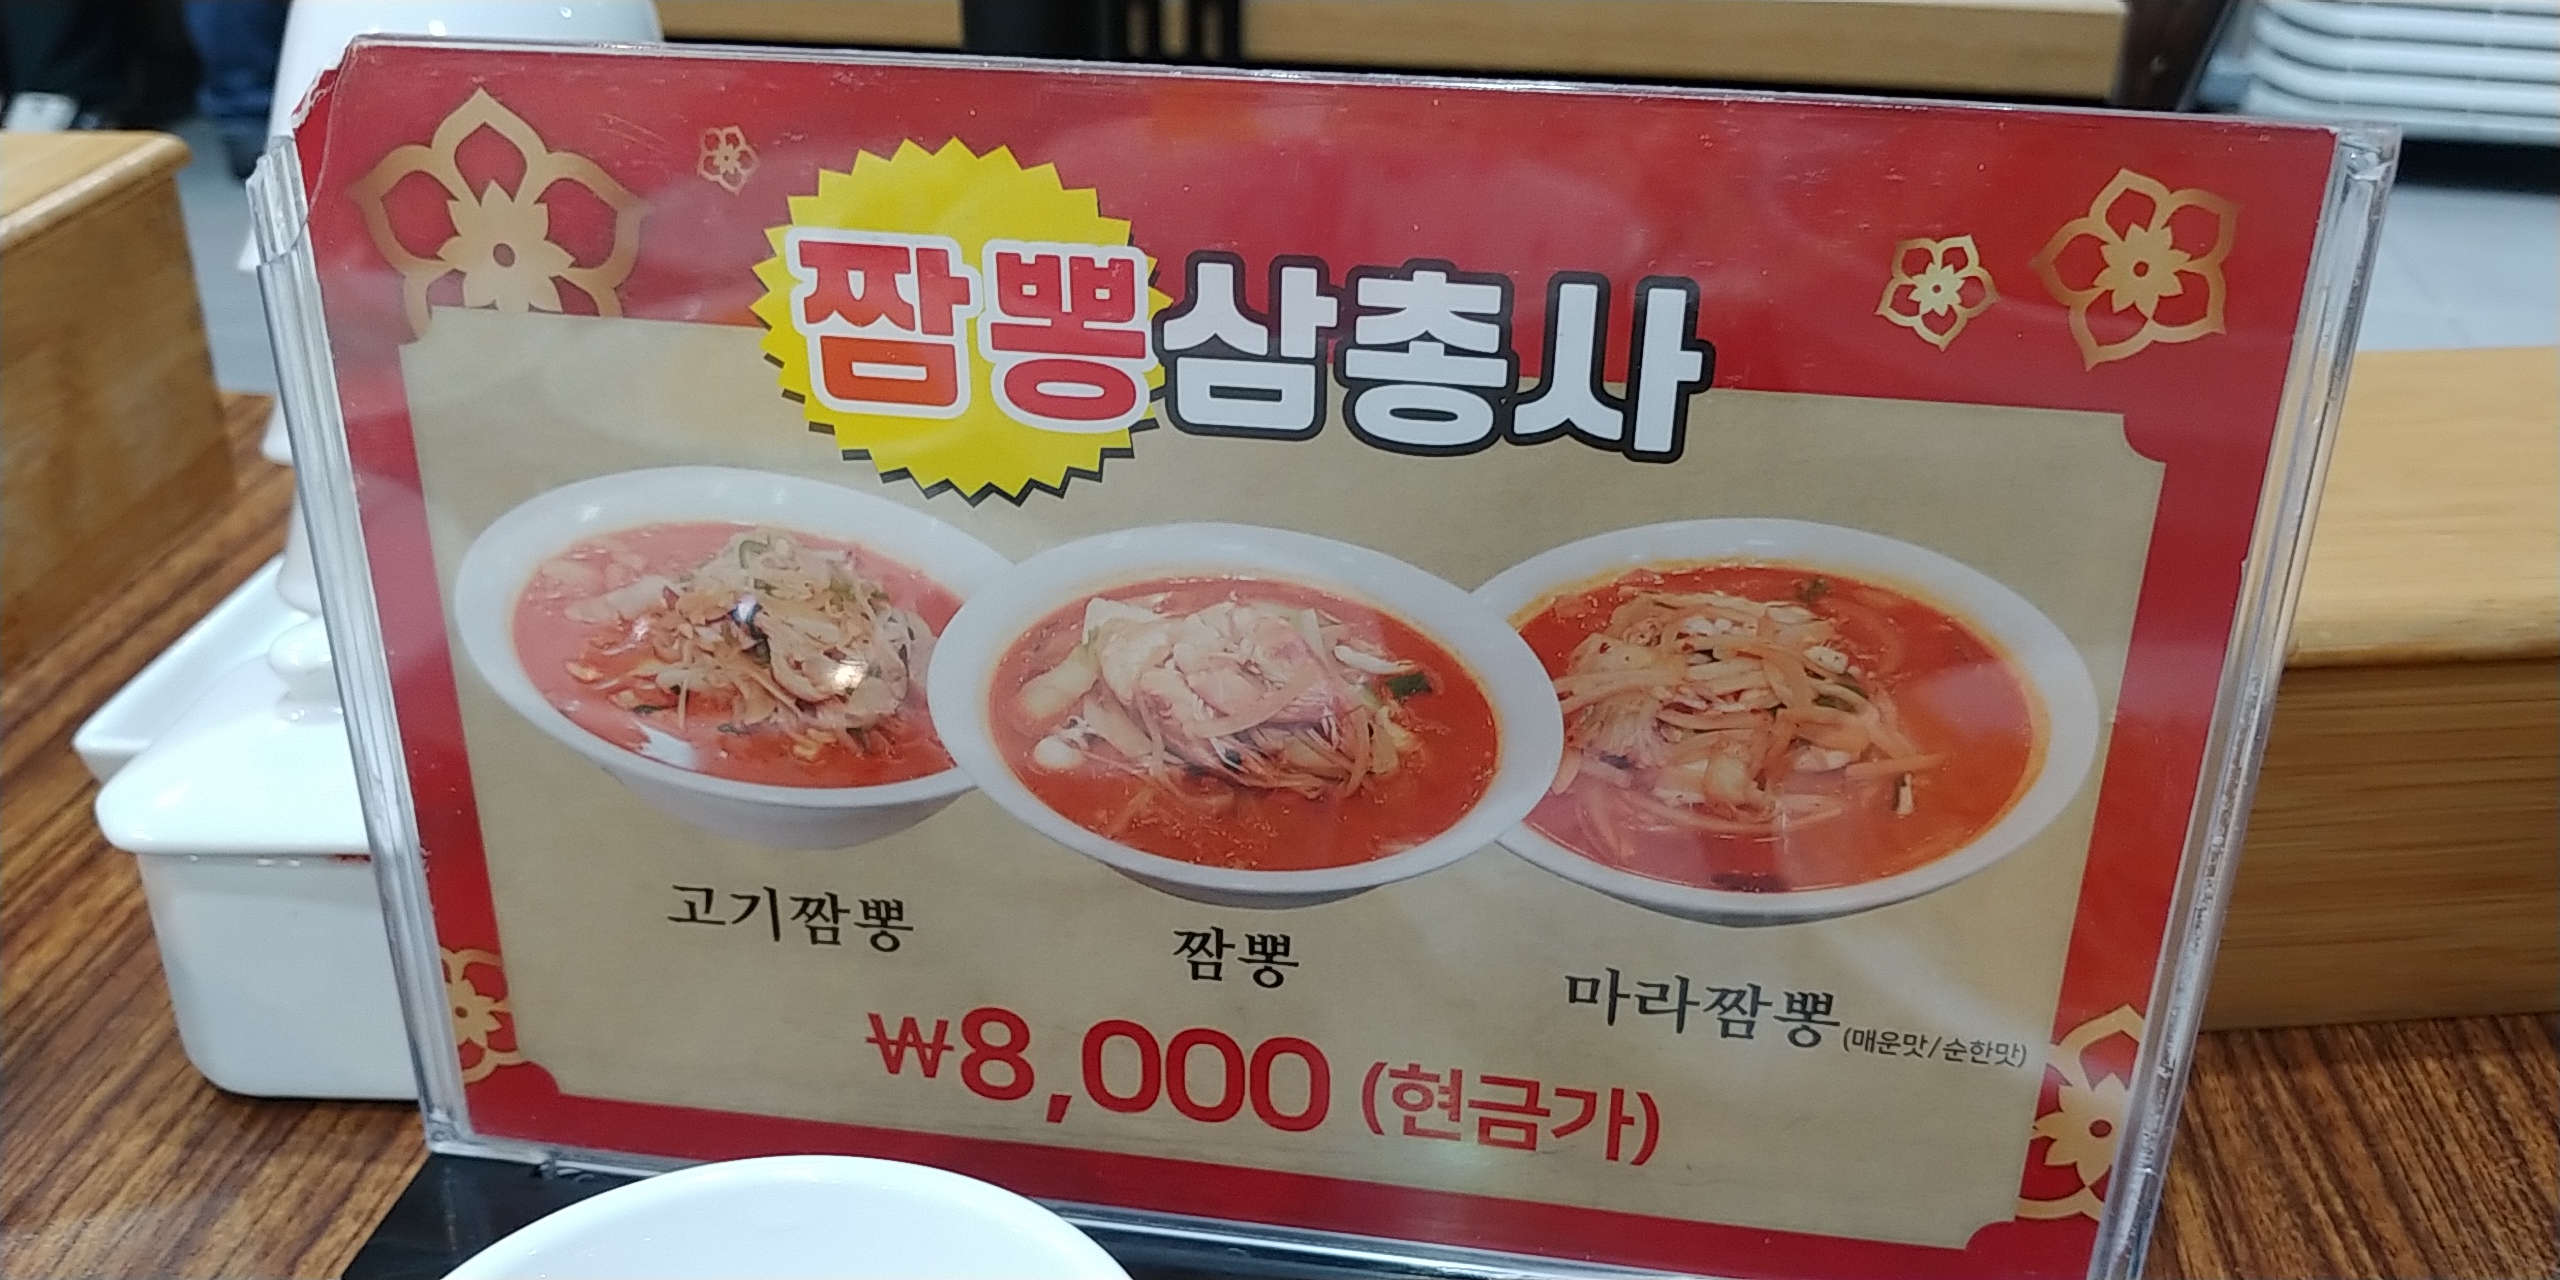 짬뽕삼총사
고기짬뽕
짬뽕
마라짬뽕(매운맛/순한맛)
₩8,000 (현금가)